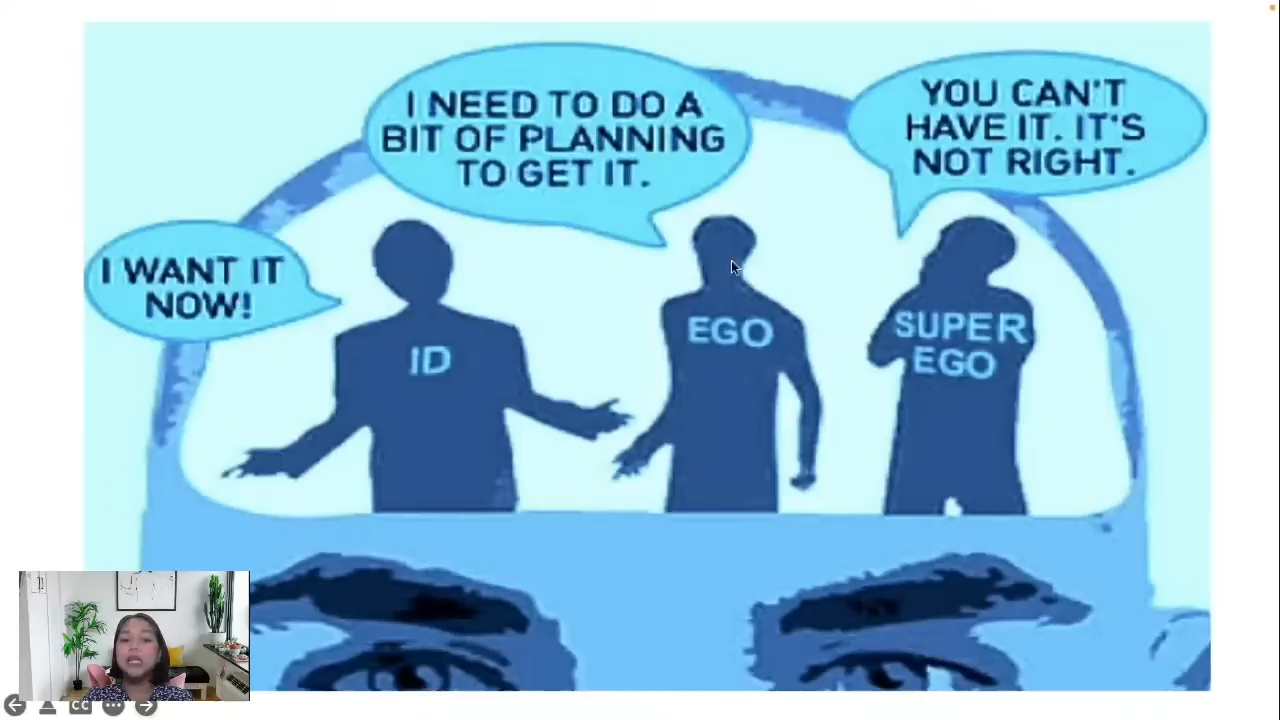 I WANT IT
NOW!
I NEED TO DO A
BIT OF PLANNING
TO GET IT.
YOU CAN'T
HAVE IT. IT'S
NOT RIGHT.
ID
EGO
SUPER
EGO
CC